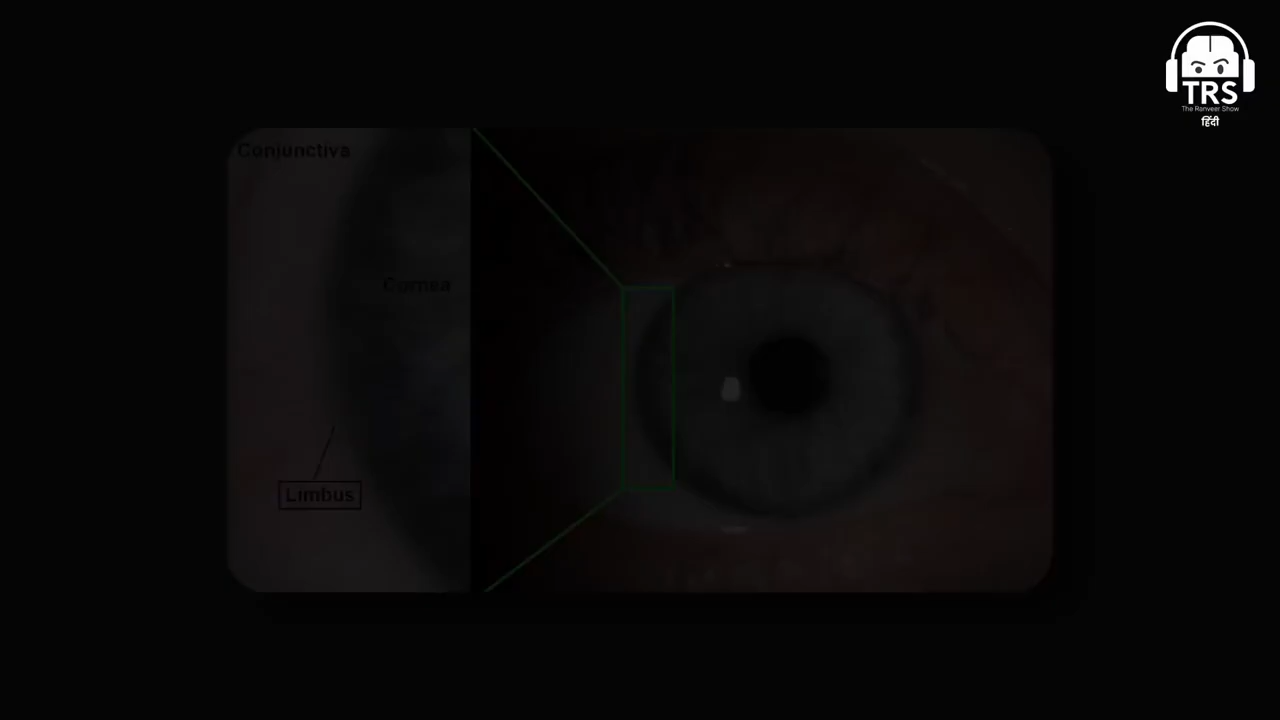 TRS
The Ranveer Show
हिंदी
Conjunctiva
Cornea
Limbus